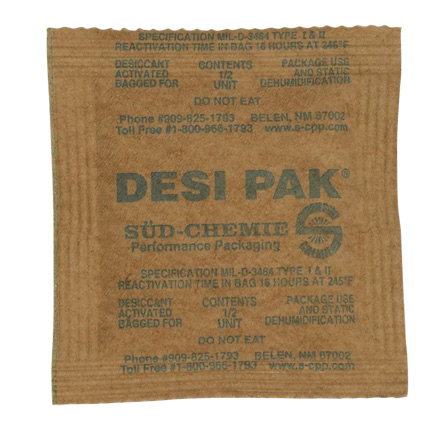 SPECIFICATION MIL-D-3464 TYPE I & II
REACTIVATION TIME IN BAG 16 HOURS AT 245°F
DESICCANT CONTENTS PACKAGE USE
ACTIVATED 1/2 AND STATIC
BAGGED FOR UNIT DEHUMIDIFICATION
DO NOT EAT
Phone #909-825-1793 BELEN, NM 87002
Toll Free #1-800-966-1793 www.s-cpp.com
DESI PAK®
SÜD-CHEMIE S
Performance Packaging
SPECIFICATION MIL-D-3464 TYPE I & II
REACTIVATION TIME IN BAG 16 HOURS AT 245°F
DESICCANT CONTENTS PACKAGE USE
ACTIVATED 1/2 AND STATIC
BAGGED FOR UNIT DEHUMIDIFICATION
DO NOT EAT
Phone #909-825-1793 BELEN, NM 87002
Toll Free #1-800-966-1793 www.s-cpp.com